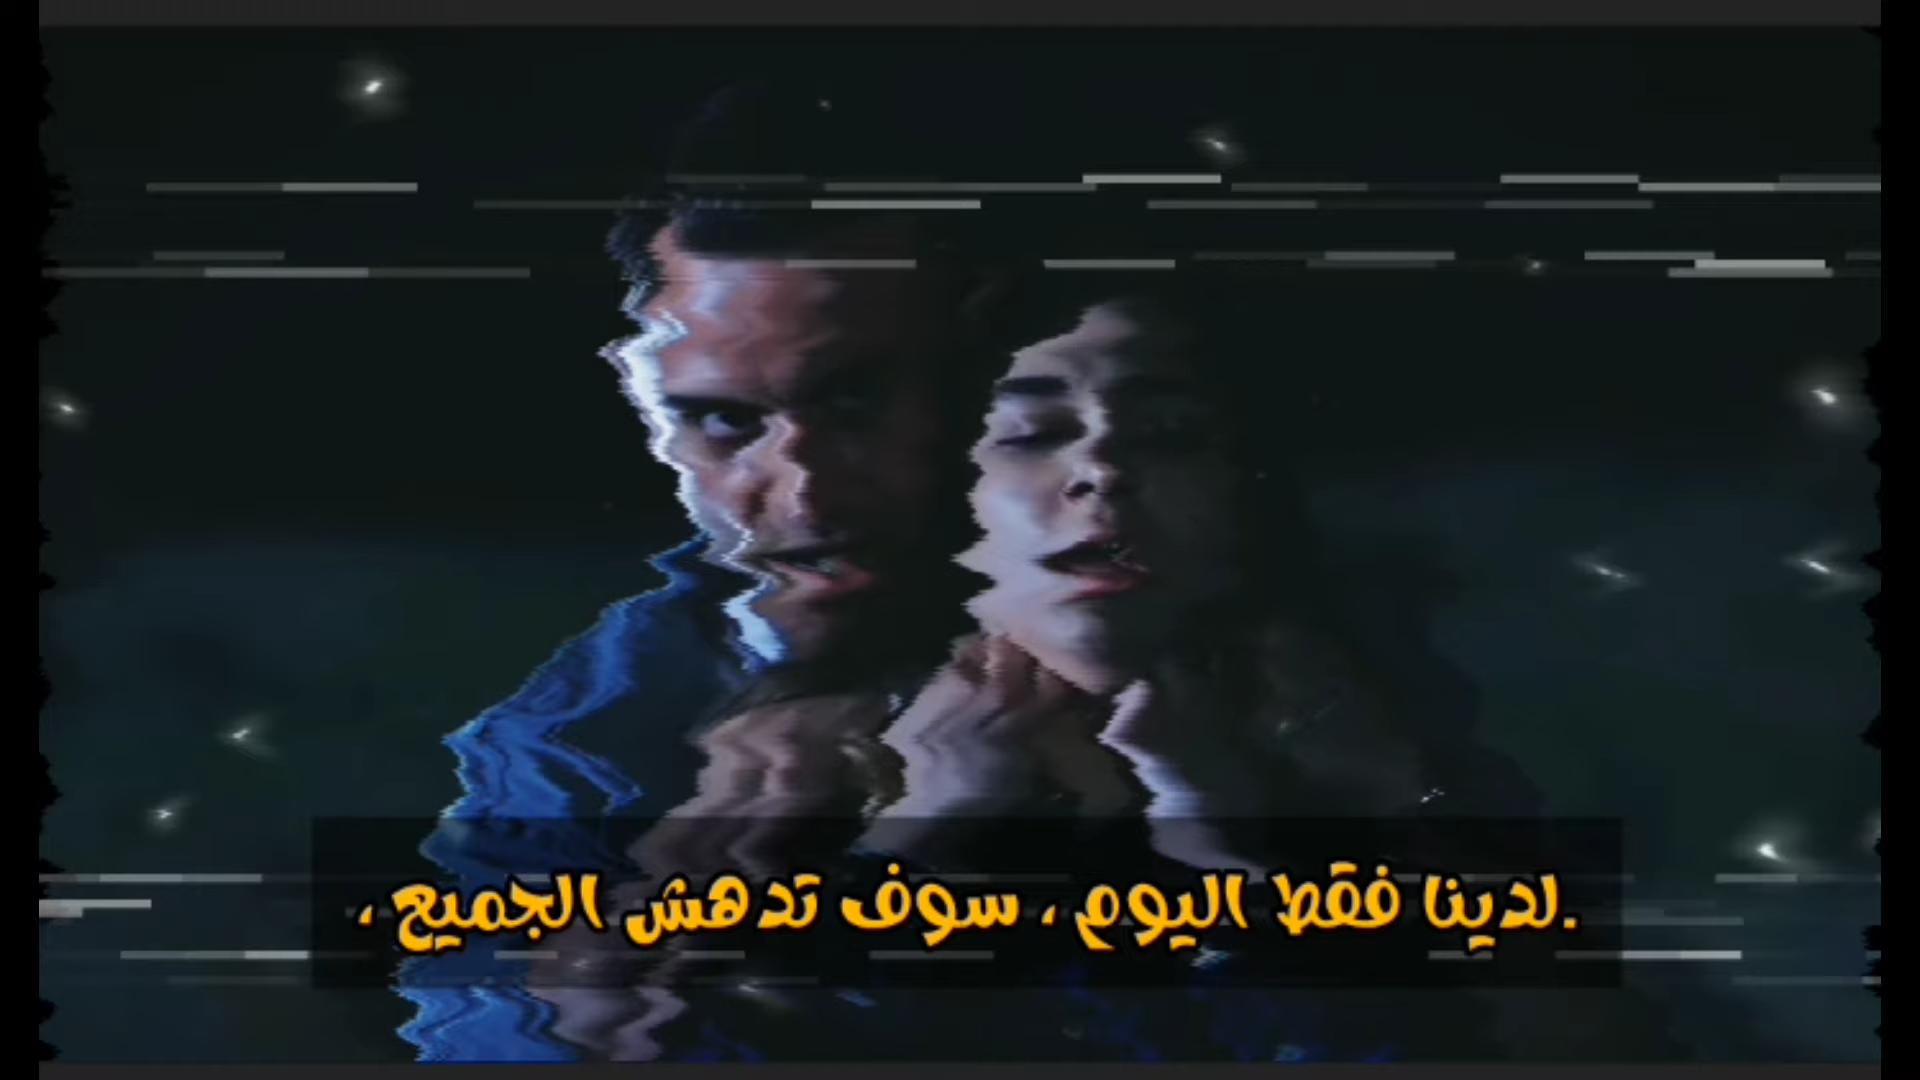 .لدينا فقط اليوم ، سوف تدهش الجميع ،